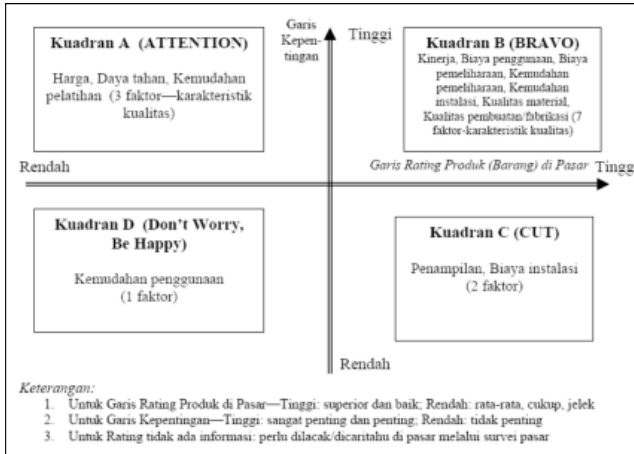 Garis
Kepen-
tingan
Tinggi
Kuadran A (ATTENTION)
Harga, Daya tahan, Kemudahan
pelatihan (3 faktor—karakteristik
kualitas)
Kuadran B (BRAVO)
Kinerja, Biaya penggunaan, Biaya
pemeliharaan, Kemudahan
pemeliharaan, Kemudahan
instalasi, Kualitas material,
Kualitas pembuatan/fabrikasi (7
faktor-karakteristik kualitas)
Rendah
Garis Rating Produk (Barang) di Pasar
Tinggi
Kuadran D (Don't Worry,
Be Happy)
Kemudahan penggunaan
(1 faktor)
Kuadran C (CUT)
Penampilan, Biaya instalasi
(2 faktor)
Rendah
Keterangan:
1. Untuk Garis Rating Produk di Pasar—Tinggi: superior dan baik; Rendah: rata-rata, cukup, jelek
2. Untuk Garis Kepentingan—Tinggi: sangat penting dan penting; Rendah: tidak penting
3. Untuk Rating tidak ada informasi: perlu dilacak/dicaritahu di pasar melalui survei pasar